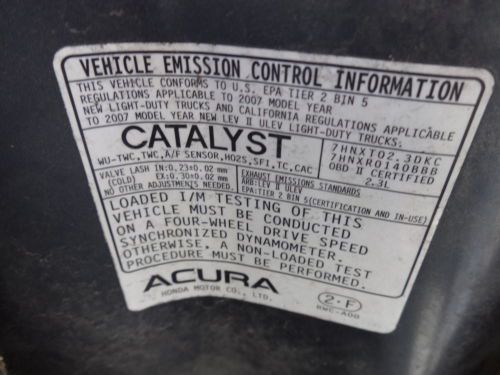 VEHICLE EMISSION CONTROL INFORMATION
THIS VEHICLE CONFORMS TO U.S. EPA TIER 2 BIN 5
REGULATIONS APPLICABLE TO 2007 MODEL YEAR
NEW LIGHT-DUTY TRUCKS AND CALIFORNIA REGULATIONS APPLICABLE
TO 2007 MODEL YEAR NEW LEV II ULEV LIGHT-DUTY TRUCKS.
CATALYST
WU-TWC,TWC,A/F SENSOR,HO2S,SFI,TC,CAC
7HNXT02.3DKC
7HNXR0140BBB
OBD II CERTIFIED
2.3L
VALVE LASH IN:0.23±0.02 mm
(COLD) EX:0.30±0.02 mm
NO OTHER ADJUSTMENTS NEEDED.
EXHAUST EMISSIONS STANDARDS
ARB:LEV II ULEV
EPA:TIER 2 BIN 5(CERTIFICATION AND IN-USE)
LOADED I/M TESTING OF THIS
VEHICLE MUST BE CONDUCTED
ON A FOUR-WHEEL DRIVE SPEED
SYNCHRONIZED DYNAMOMETER.
OTHERWISE, A NON-LOADED TEST
PROCEDURE MUST BE PERFORMED.
ACURA
HONDA MOTOR CO., LTD.
2-F
RWC-A00